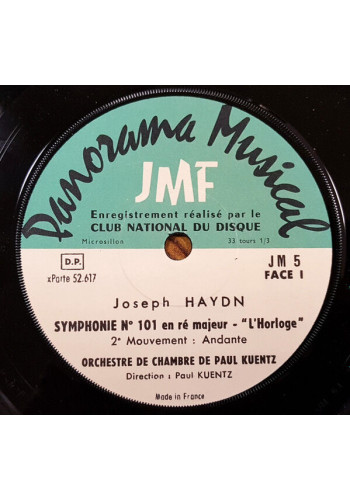 Panorama Musical
JMF
Enregistrement réalisé par le
CLUB NATIONAL DU DISQUE
Microsillon 33 tours 1/3
D.P. JM 5
xParte 52.617 FACE I
Joseph HAYDN
SYMPHONIE N° 101 en ré majeur - "L'Horloge"
2e Mouvement : Andante
ORCHESTRE DE CHAMBRE DE PAUL KUENTZ
Direction : Paul KUENTZ
Made in France